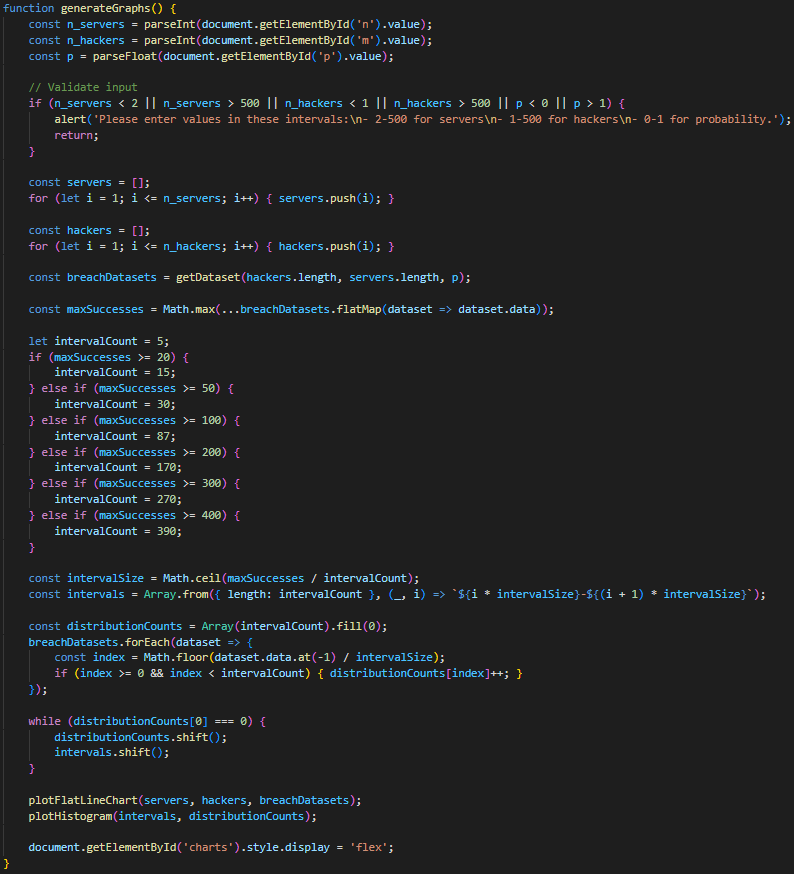 function generateGraphs() {
    const n_servers = parseInt(document.getElementById('n').value);
    const n_hackers = parseInt(document.getElementById('m').value);
    const p = parseFloat(document.getElementById('p').value);

    // Validate input
    if (n_servers < 2 || n_servers > 500 || n_hackers < 1 || n_hackers > 500 || p < 0 || p > 1) {
        alert('Please enter values in these intervals:\n- 2-500 for servers\n- 1-500 for hackers\n- 0-1 for probability.');
        return;
    }

    const servers = [];
    for (let i = 1; i <= n_servers; i++) { servers.push(i); }

    const hackers = [];
    for (let i = 1; i <= n_hackers; i++) { hackers.push(i); }

    const breachDatasets = getDataset(hackers.length, servers.length, p);

    const maxSuccesses = Math.max(...breachDatasets.flatMap(dataset => dataset.data));

    let intervalCount = 5;
    if (maxSuccesses >= 20) {
        intervalCount = 15;
    } else if (maxSuccesses >= 50) {
        intervalCount = 30;
    } else if (maxSuccesses >= 100) {
        intervalCount = 87;
    } else if (maxSuccesses >= 200) {
        intervalCount = 170;
    } else if (maxSuccesses >= 300) {
        intervalCount = 270;
    } else if (maxSuccesses >= 400) {
        intervalCount = 390;
    }

    const intervalSize = Math.ceil(maxSuccesses / intervalCount);
    const intervals = Array.from({ length: intervalCount }, (_, i) => `${i * intervalSize}-${(i + 1) * intervalSize}`);

    const distributionCounts = Array(intervalCount).fill(0);
    breachDatasets.forEach(dataset => {
        const index = Math.floor(dataset.data.at(-1) / intervalSize);
        if (index >= 0 && index < intervalCount) { distributionCounts[index]++; }
    });

    while (distributionCounts[0] === 0) {
        distributionCounts.shift();
        intervals.shift();
    }

    plotFlatLineChart(servers, hackers, breachDatasets);
    plotHistogram(intervals, distributionCounts);

    document.getElementById('charts').style.display = 'flex';
}